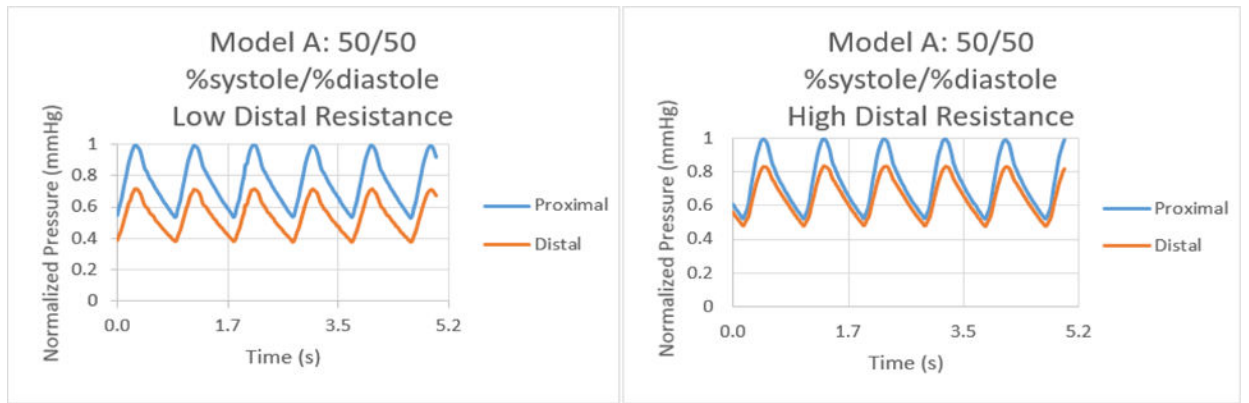 Model A: 50/50
%systole/%diastole
Low Distal Resistance
Normalized Pressure (mmHg)
1
0.8
0.6
0.4
0.2
0
0.0 1.7 3.5 5.2
Time (s)
Proximal
Distal
Model A: 50/50
%systole/%diastole
High Distal Resistance
Normalized Pressure (mmHg)
1
0.8
0.6
0.4
0.2
0
0.0 1.7 3.5 5.2
Time (s)
Proximal
Distal